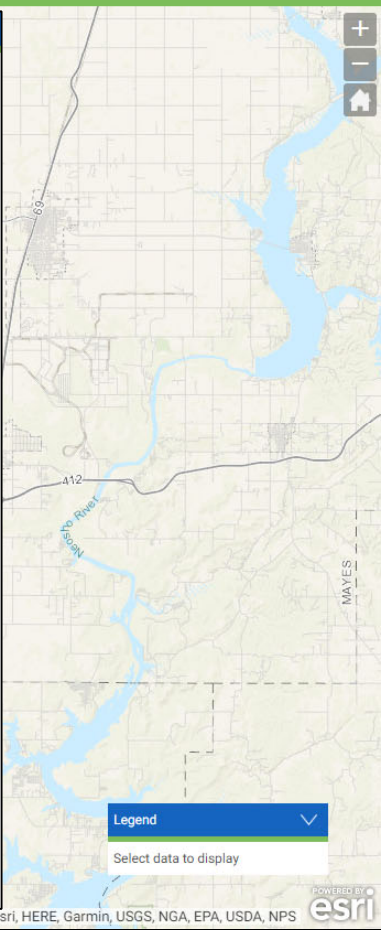 +
−
69
412
Neosho River
MAYES
Legend
Select data to display
sri, HERE, Garmin, USGS, NGA, EPA, USDA, NPS
POWERED BY
esri